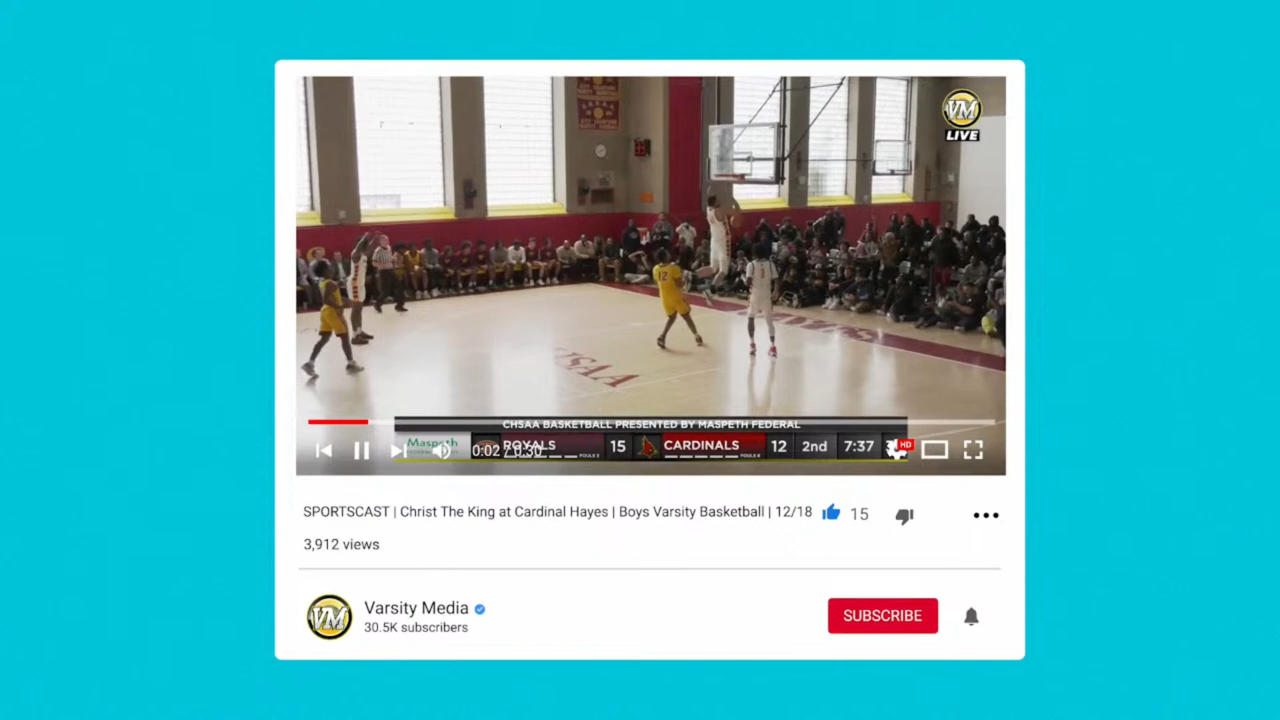 VM
LIVE
12
3
CHSAA BASKETBALL PRESENTED BY MASPETH FEDERAL
Maspeth ROYALS 15 CARDINALS 12 2nd 7:37
0:02 / 0:30
HD
SPORTSCAST | Christ The King at Cardinal Hayes | Boys Varsity Basketball | 12/18 15
3,912 views
VM
Varsity Media
30.5K subscribers
SUBSCRIBE